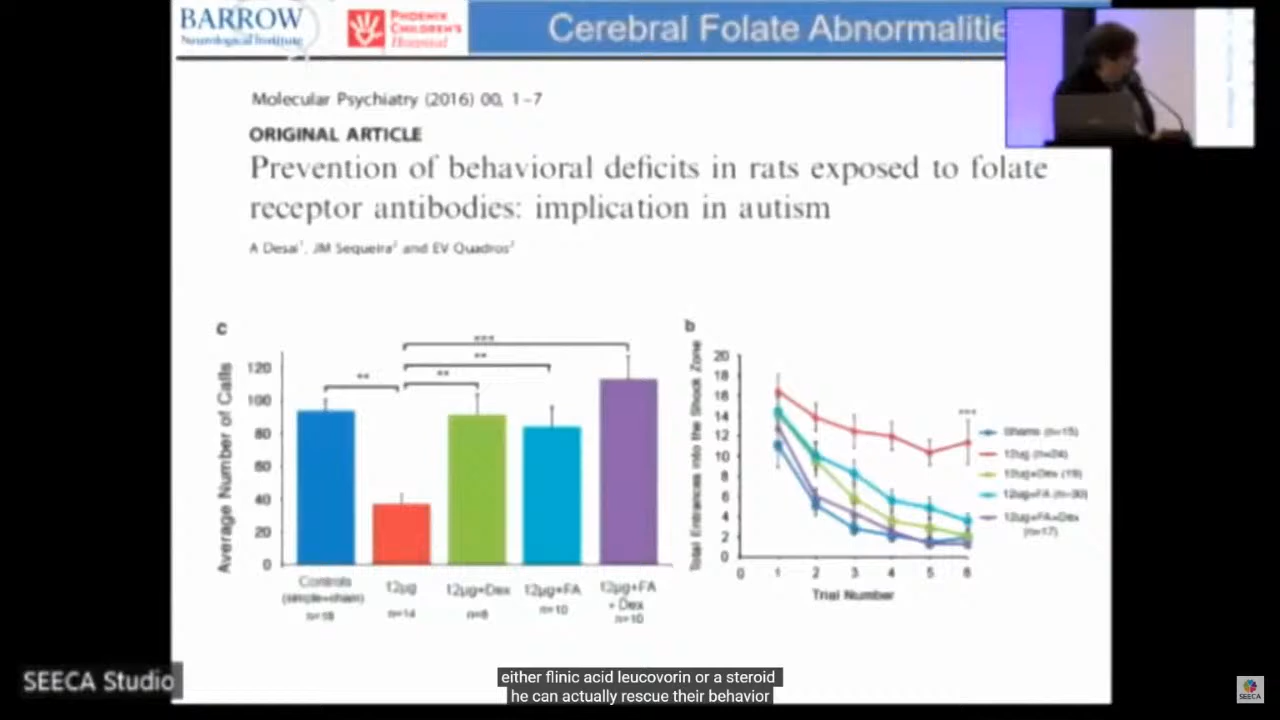 BARROW
Neurological Institute
PHOENIX
CHILDREN'S
Hospital
Cerebral Folate Abnormalitie
Molecular Psychiatry (2016) 00, 1–7
ORIGINAL ARTICLE
Prevention of behavioral deficits in rats exposed to folate
receptor antibodies: implication in autism
A Desai¹, JM Sequeira² and EV Quadros²
c
Average Number of Calls
120
100
80
60
40
20
0
***
**
**
**
Controls
(simple+sham)
n=18
12µg
n=14
12µg+Dex
n=8
12µg+FA
n=10
12µg+FA
+ Dex
n=10
b
Total Entrances into the Shock Zone
20
18
16
14
12
10
8
6
4
2
0
0 1 2 3 4 5 6
Trial Number
***
Shams (n=15)
12µg (n=24)
12µg+Dex (19)
12µg+FA (n=30)
12µg+FA+Dex
(n=17)
either flinic acid leucovorin or a steroid
he can actually rescue their behavior
SEECA Studio
SEECA